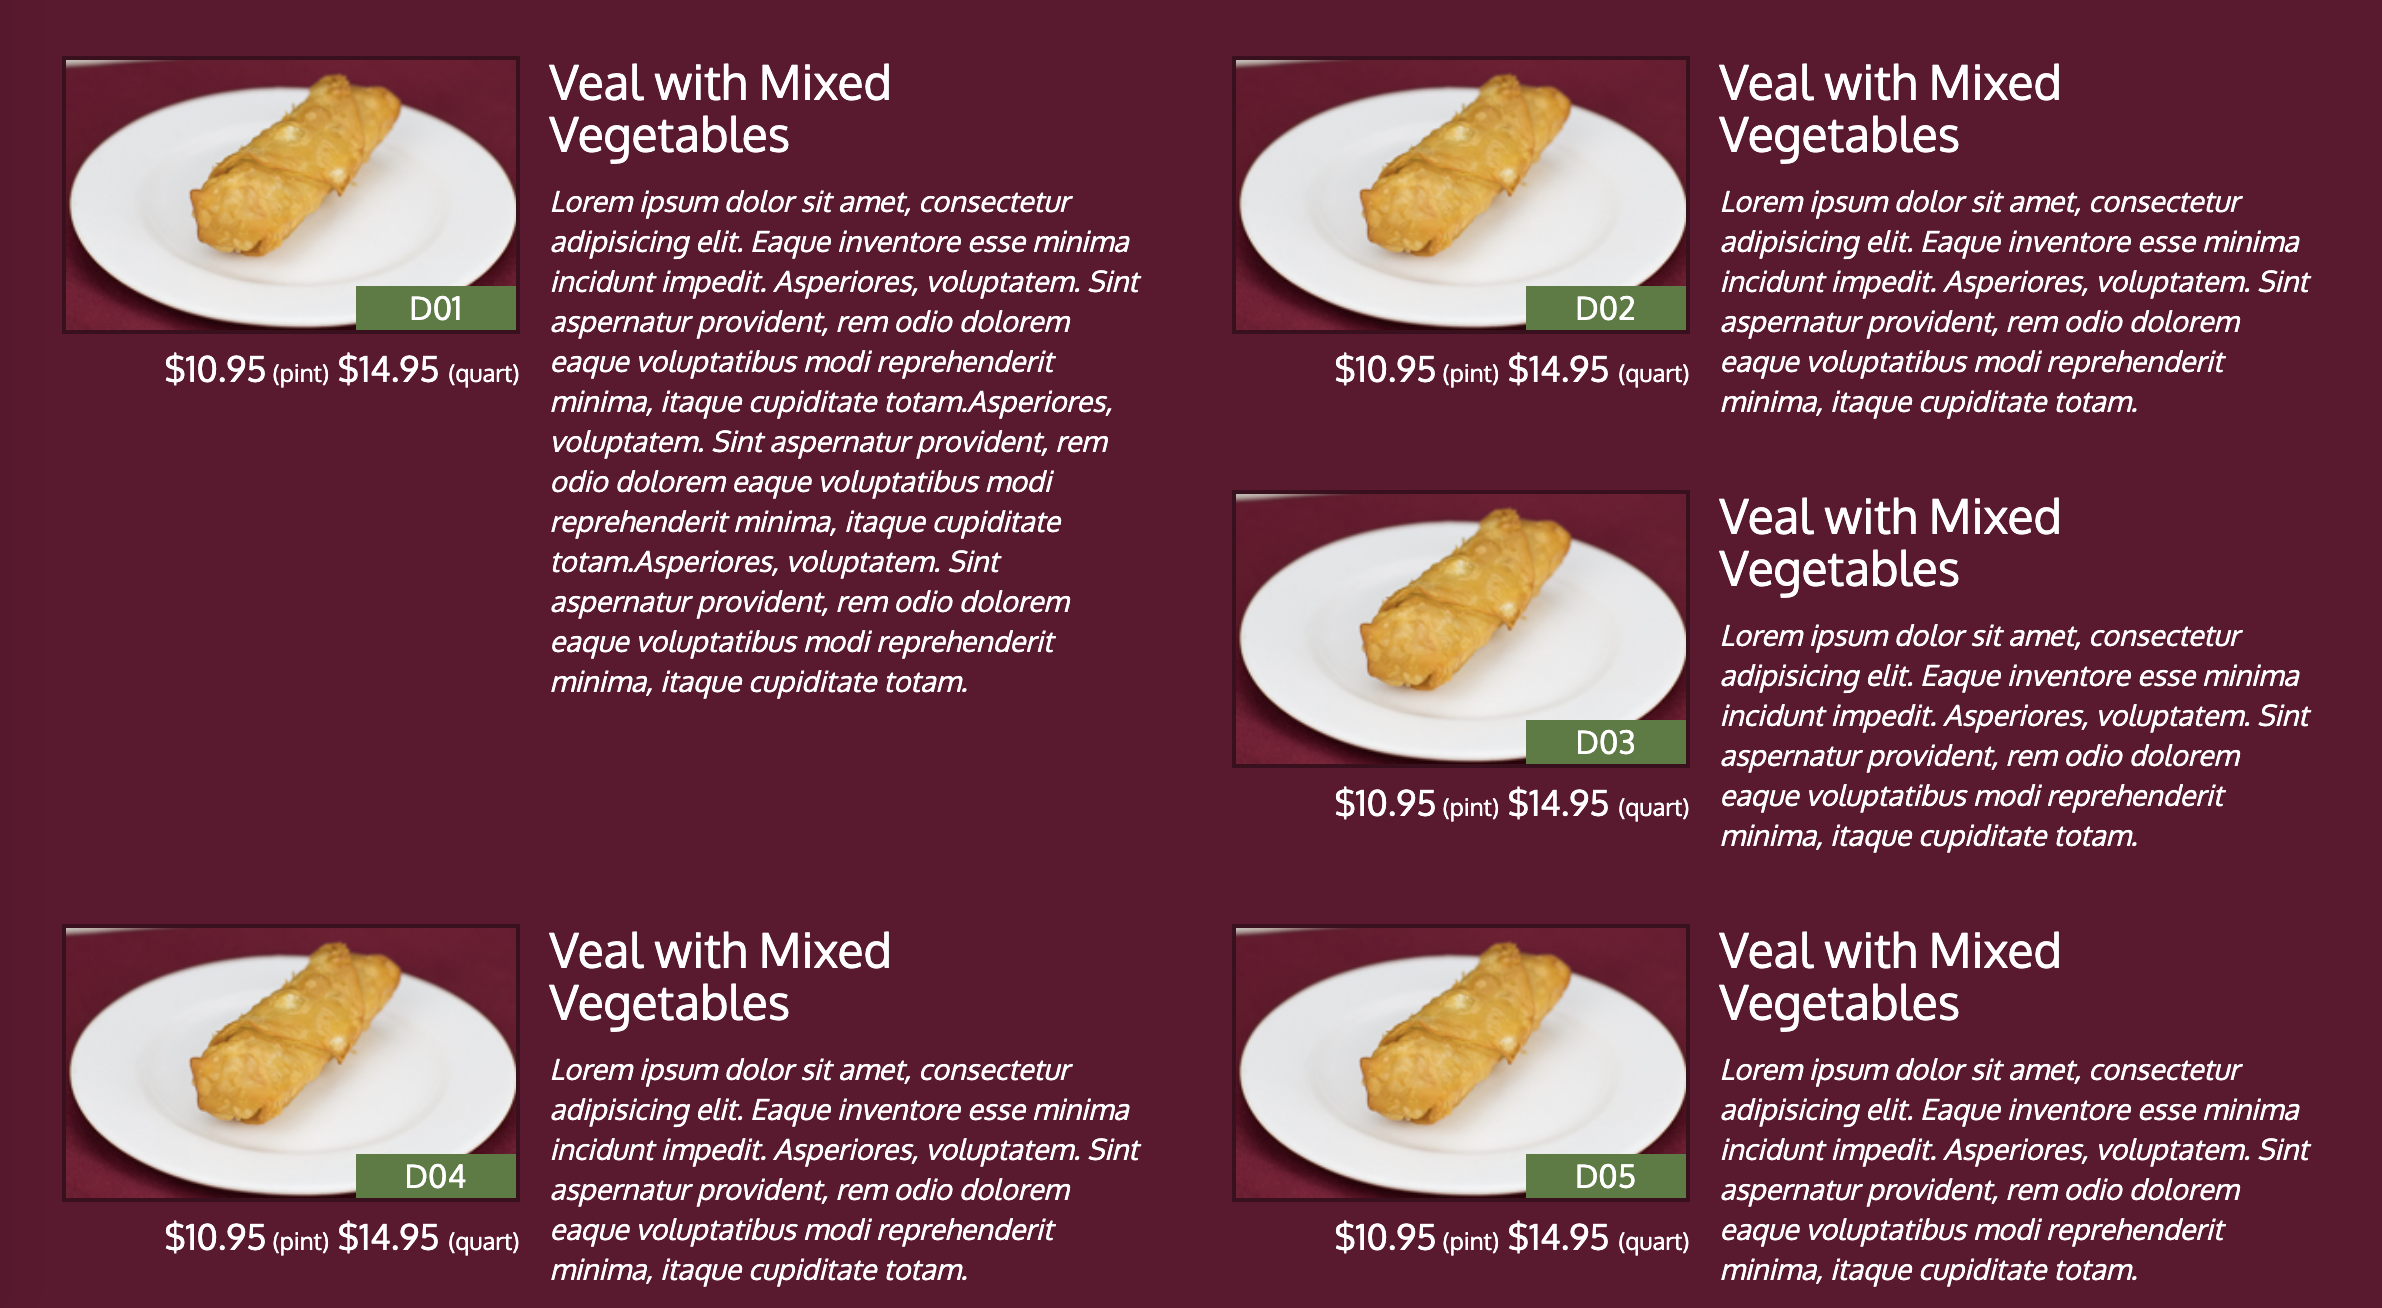 Veal with Mixed
Vegetables
Lorem ipsum dolor sit amet, consectetur
adipisicing elit. Eaque inventore esse minima
incidunt impedit. Asperiores, voluptatem. Sint
aspernatur provident, rem odio dolorem
eaque voluptatibus modi reprehenderit
minima, itaque cupiditate totam.Asperiores,
voluptatem. Sint aspernatur provident, rem
odio dolorem eaque voluptatibus modi
reprehenderit minima, itaque cupiditate
totam.Asperiores, voluptatem. Sint
aspernatur provident, rem odio dolorem
eaque voluptatibus modi reprehenderit
minima, itaque cupiditate totam.
D01
$10.95 (pint) $14.95 (quart)
Veal with Mixed
Vegetables
Lorem ipsum dolor sit amet, consectetur
adipisicing elit. Eaque inventore esse minima
incidunt impedit. Asperiores, voluptatem. Sint
aspernatur provident, rem odio dolorem
eaque voluptatibus modi reprehenderit
minima, itaque cupiditate totam.
D02
$10.95 (pint) $14.95 (quart)
Veal with Mixed
Vegetables
Lorem ipsum dolor sit amet, consectetur
adipisicing elit. Eaque inventore esse minima
incidunt impedit. Asperiores, voluptatem. Sint
aspernatur provident, rem odio dolorem
eaque voluptatibus modi reprehenderit
minima, itaque cupiditate totam.
D03
$10.95 (pint) $14.95 (quart)
Veal with Mixed
Vegetables
Lorem ipsum dolor sit amet, consectetur
adipisicing elit. Eaque inventore esse minima
incidunt impedit. Asperiores, voluptatem. Sint
aspernatur provident, rem odio dolorem
eaque voluptatibus modi reprehenderit
minima, itaque cupiditate totam.
D04
$10.95 (pint) $14.95 (quart)
Veal with Mixed
Vegetables
Lorem ipsum dolor sit amet, consectetur
adipisicing elit. Eaque inventore esse minima
incidunt impedit. Asperiores, voluptatem. Sint
aspernatur provident, rem odio dolorem
eaque voluptatibus modi reprehenderit
minima, itaque cupiditate totam.
D05
$10.95 (pint) $14.95 (quart)